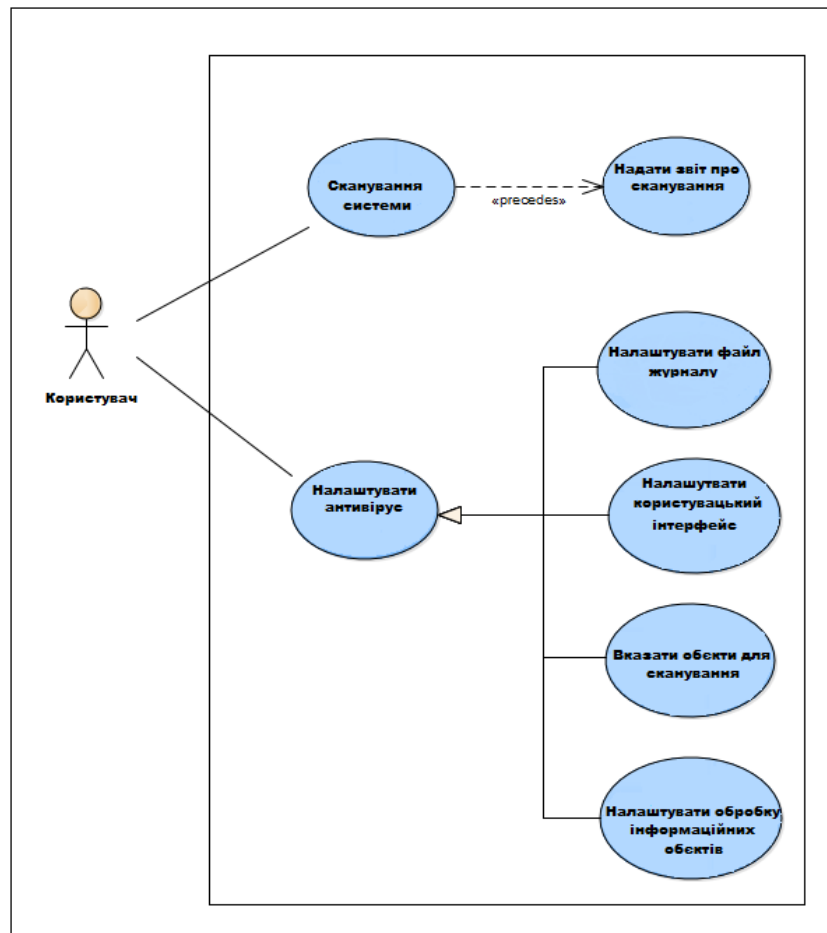 Сканування
системи
«precedes»
Надати звіт про
сканування
Користувач
Налаштувати
антивірус
Налаштувати файл
журналу
Налашутвати
користувацький
інтерфейс
Вказати обєкти для
сканування
Налаштувати обробку
інформаційних
обєктів